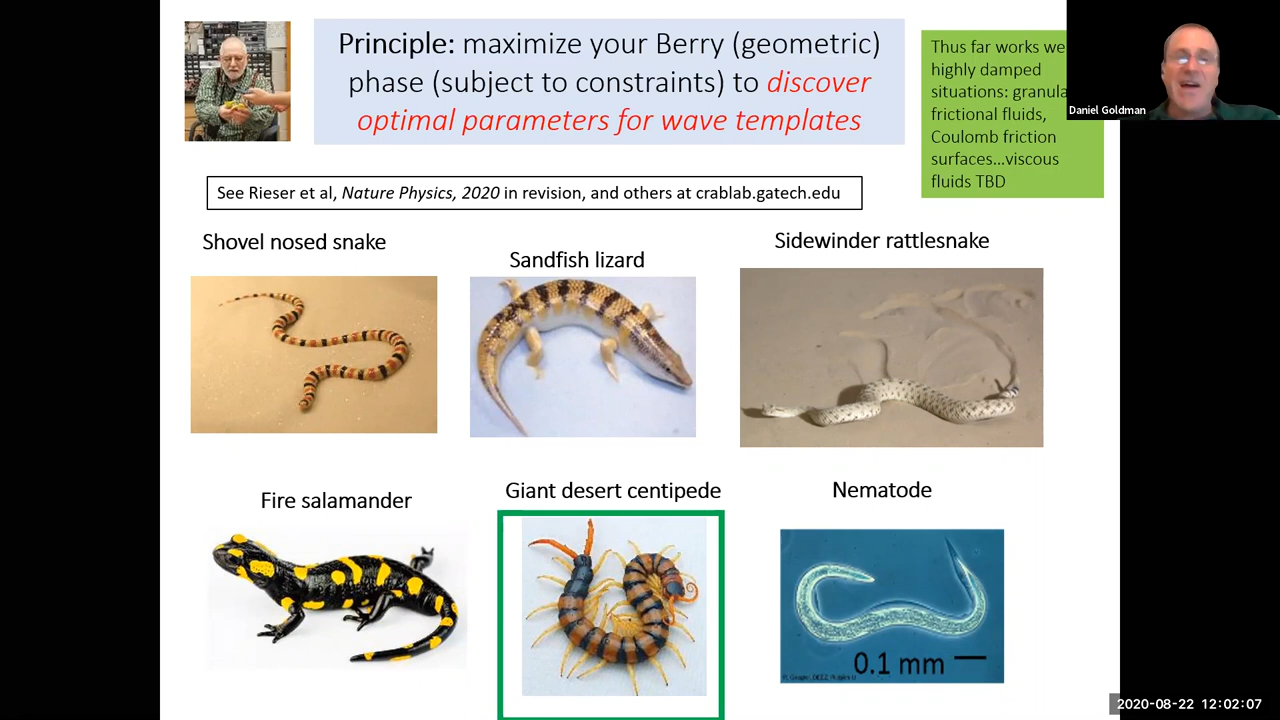 Principle: maximize your Berry (geometric)
phase (subject to constraints) to discover
optimal parameters for wave templates
Thus far works we
highly damped
situations: granula
frictional fluids,
Coulomb friction
surfaces...viscous
fluids TBD
Daniel Goldman
See Rieser et al, Nature Physics, 2020 in revision, and others at crablab.gatech.edu
Shovel nosed snake
Sandfish lizard
Sidewinder rattlesnake
Fire salamander
Giant desert centipede
Nematode
0.1 mm
2020-08-22 12:02:07